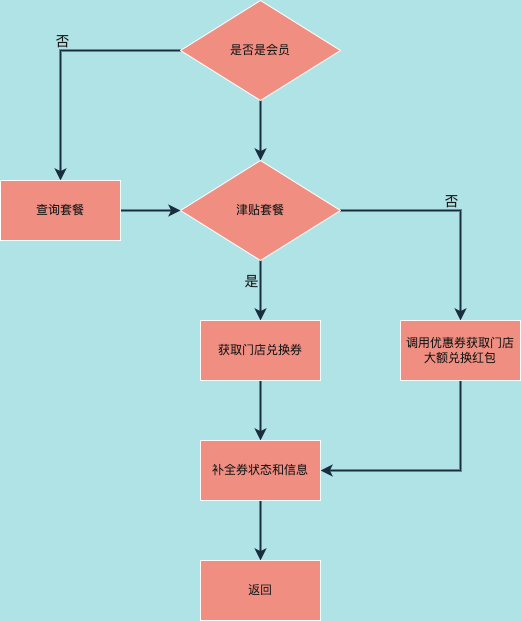 否
是否是会员
查询套餐
津贴套餐
否
是
获取门店兑换券
调用优惠券获取门店
大额兑换红包
补全券状态和信息
返回